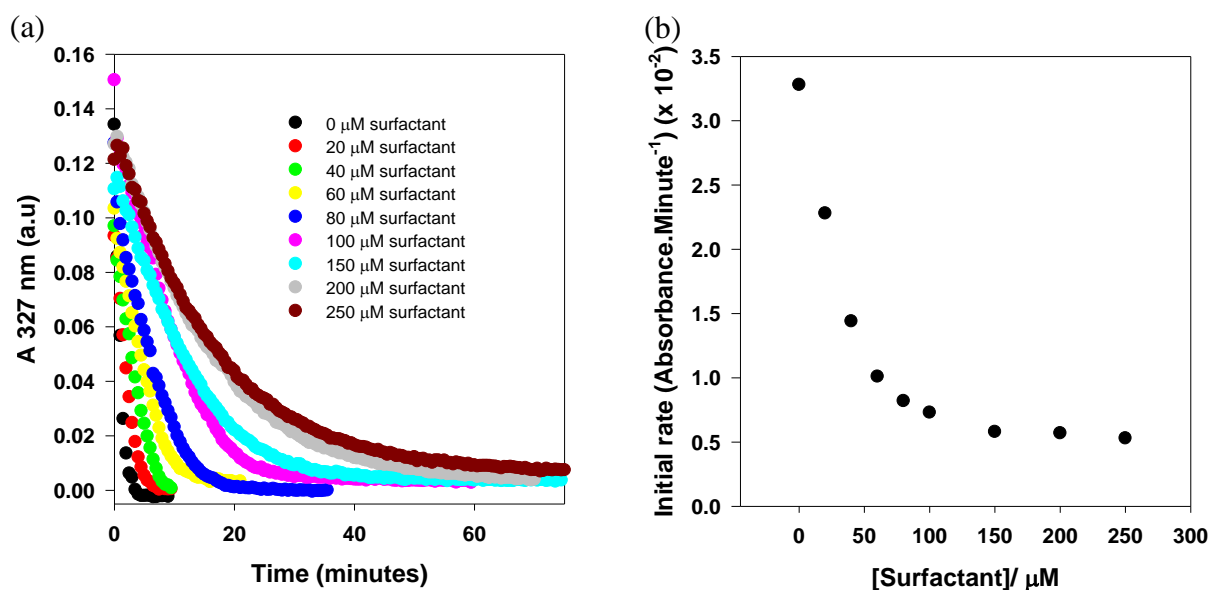 (a)
A 327 nm (a.u)
0.16
0.14
0.12
0.10
0.08
0.06
0.04
0.02
0.00
0 μM surfactant
20 μM surfactant
40 μM surfactant
60 μM surfactant
80 μM surfactant
100 μM surfactant
150 μM surfactant
200 μM surfactant
250 μM surfactant
0 20 40 60
Time (minutes)
(b)
Initial rate (Absorbance.Minute⁻¹) (x 10⁻²)
3.5
3.0
2.5
2.0
1.5
1.0
0.5
0.0
0 50 100 150 200 250 300
[Surfactant]/ μM